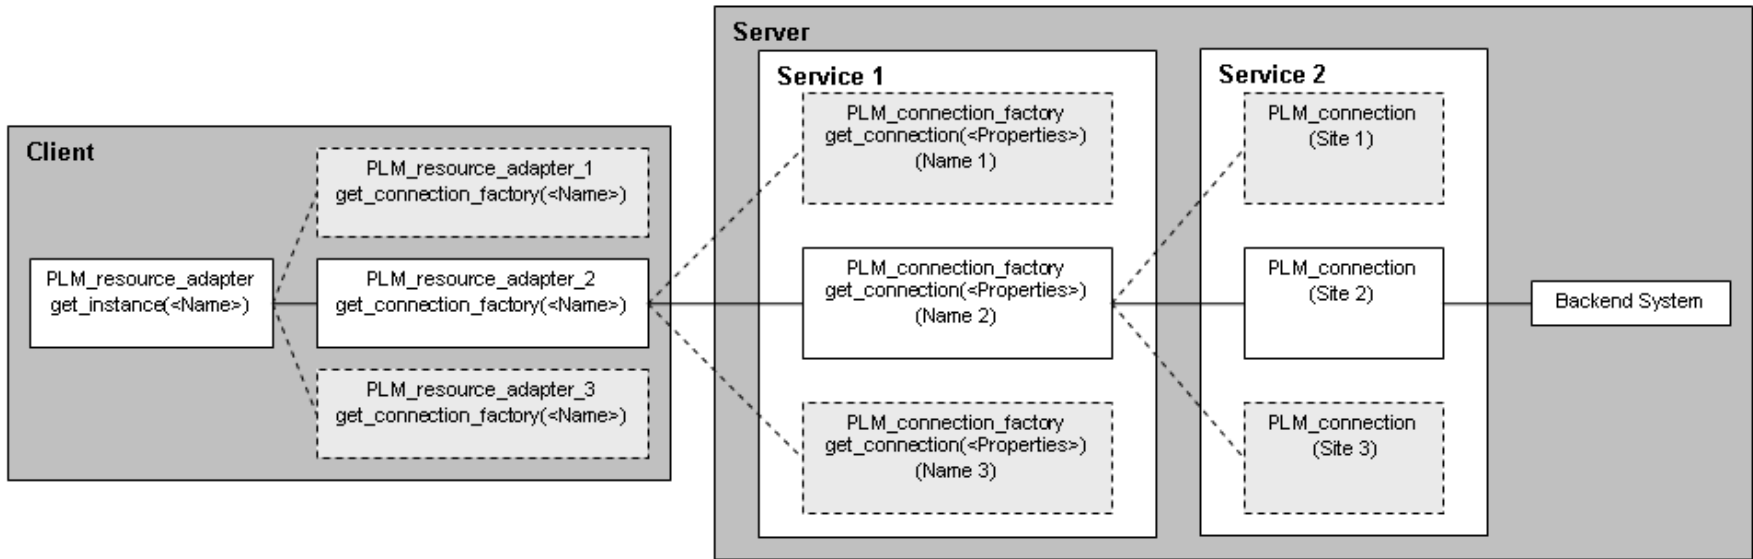 Client
PLM_resource_adapter
get_instance(<Name>)
PLM_resource_adapter_1
get_connection_factory(<Name>)
PLM_resource_adapter_2
get_connection_factory(<Name>)
PLM_resource_adapter_3
get_connection_factory(<Name>)
Server
Service 1
PLM_connection_factory
get_connection(<Properties>)
(Name 1)
PLM_connection_factory
get_connection(<Properties>)
(Name 2)
PLM_connection_factory
get_connection(<Properties>)
(Name 3)
Service 2
PLM_connection
(Site 1)
PLM_connection
(Site 2)
PLM_connection
(Site 3)
Backend System